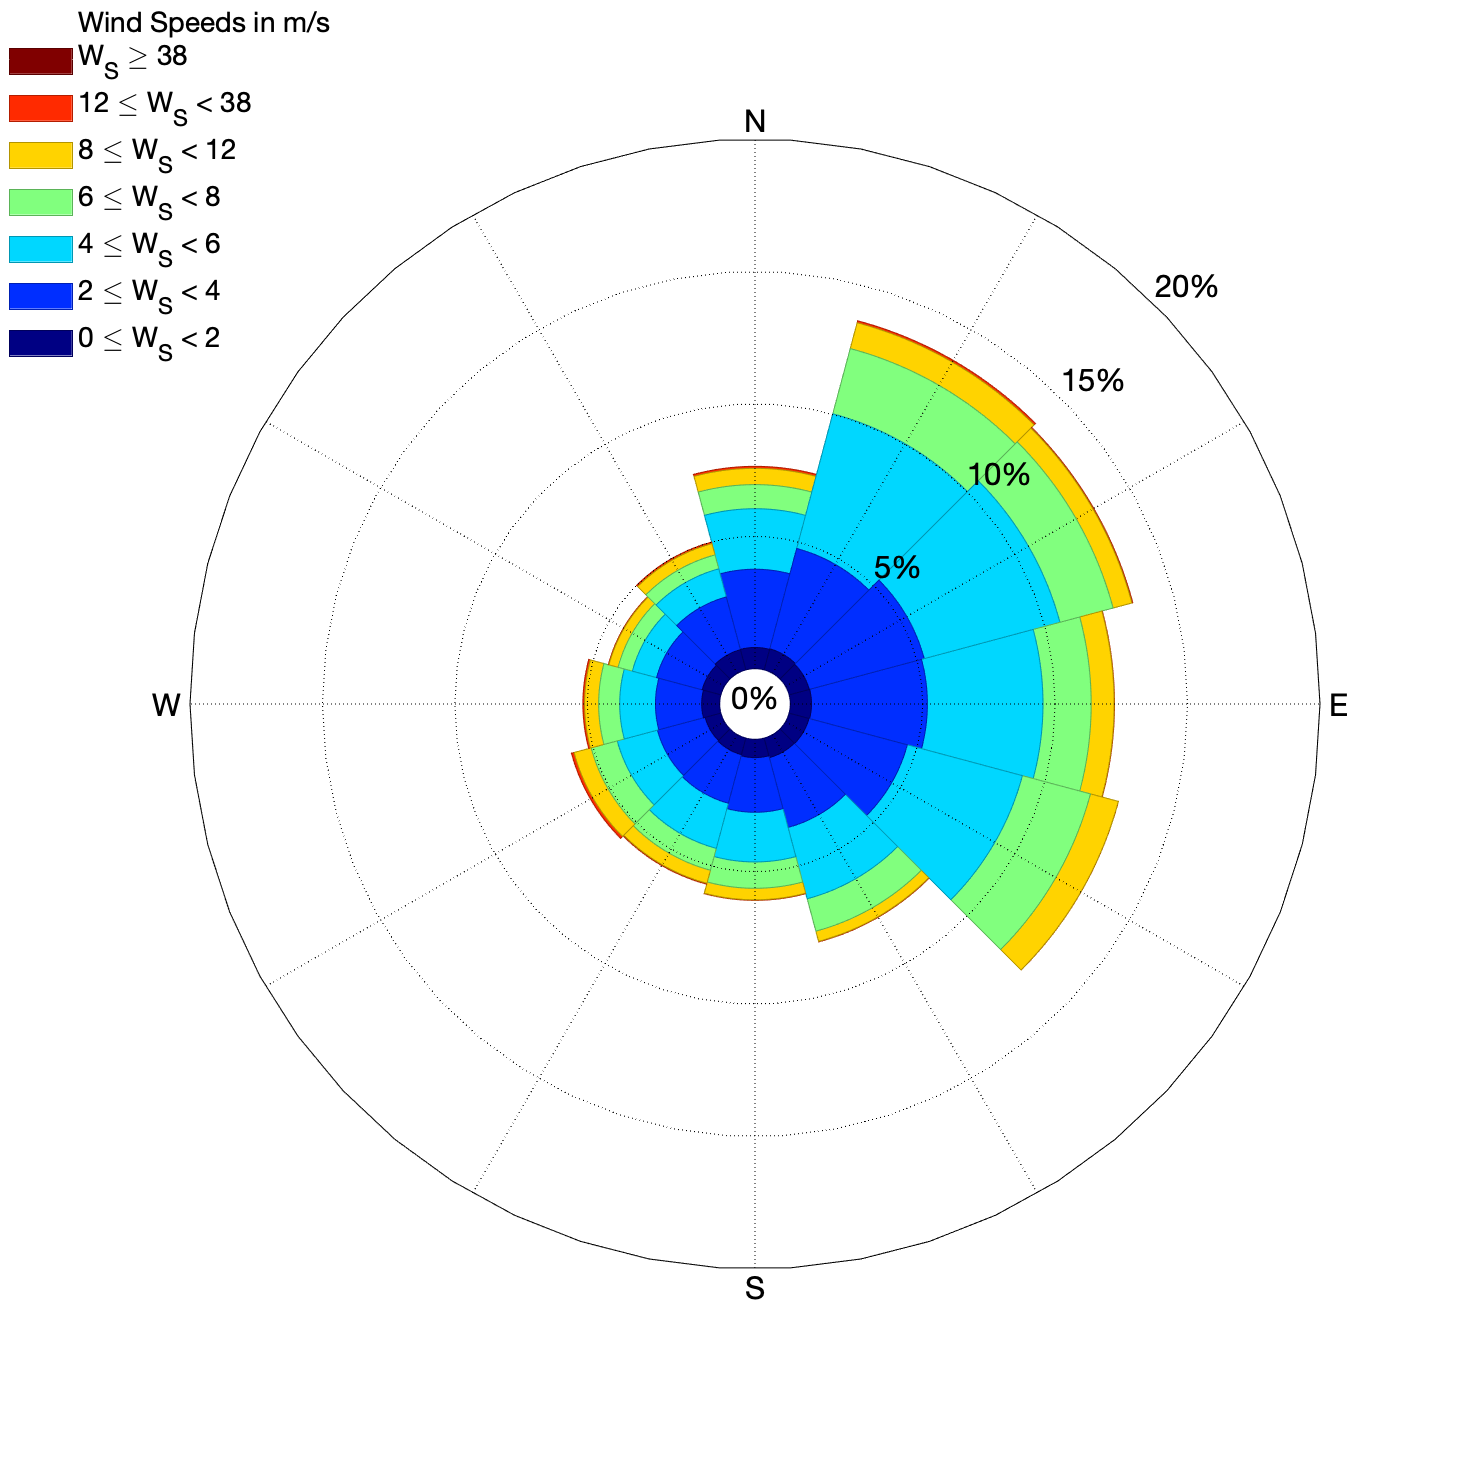 Wind Speeds in m/s
W_S ≥ 38
12 ≤ W_S < 38
8 ≤ W_S < 12
6 ≤ W_S < 8
4 ≤ W_S < 6
2 ≤ W_S < 4
0 ≤ W_S < 2
N
20%
15%
10%
5%
0%
W
E
S